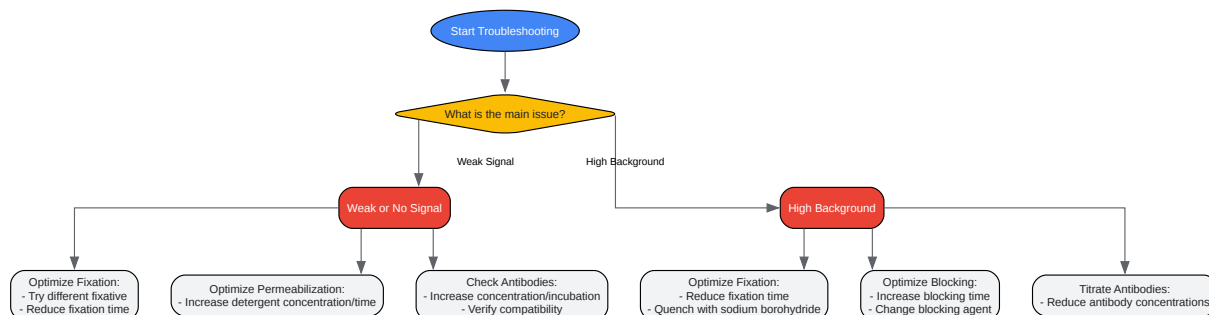 Start Troubleshooting
What is the main issue?
Weak Signal
High Background
Weak or No Signal
High Background
Optimize Fixation:
- Try different fixative
- Reduce fixation time
Optimize Permeabilization:
- Increase detergent concentration/time
Check Antibodies:
- Increase concentration/incubation
- Verify compatibility
Optimize Fixation:
- Reduce fixation time
- Quench with sodium borohydride
Optimize Blocking:
- Increase blocking time
- Change blocking agent
Titrate Antibodies:
- Reduce antibody concentrations